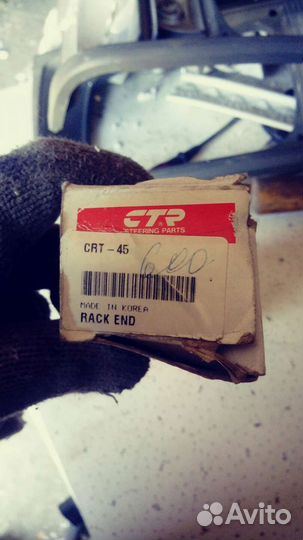 CTR
STEERING PARTS
CRT-45
600
MADE IN KOREA
RACK END
Avito